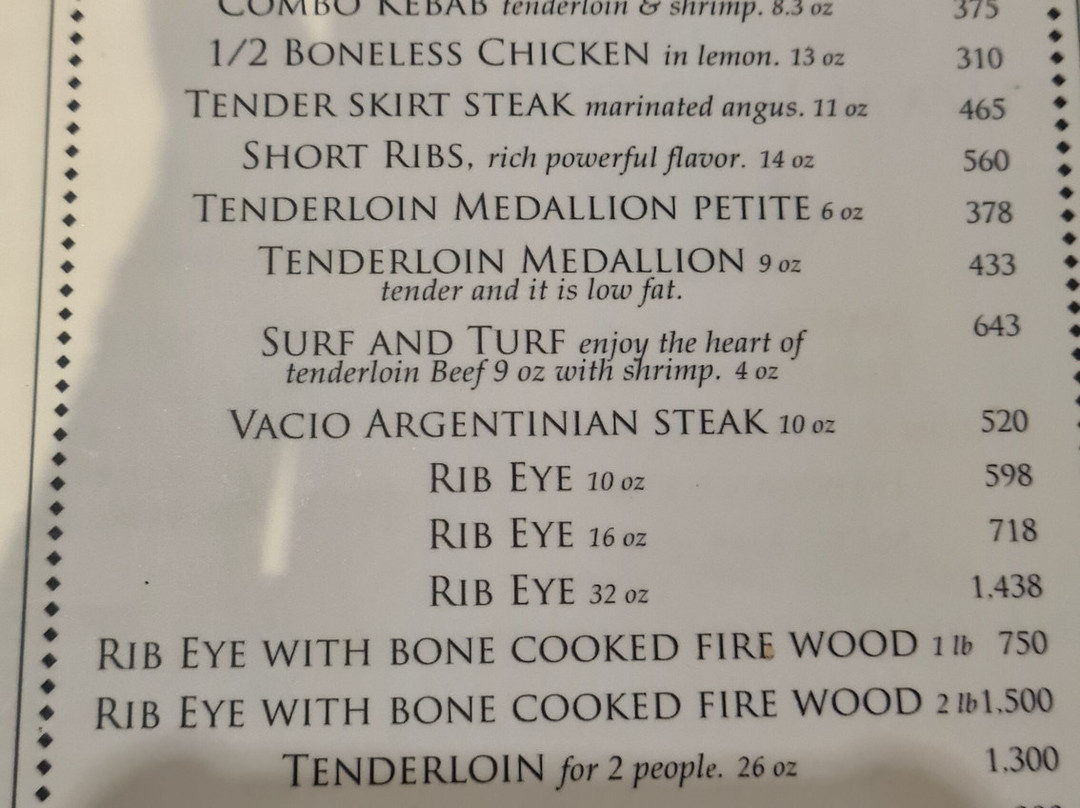 COMBO KEBAB tenderloin & shrimp. 8.3 oz 375
1/2 BONELESS CHICKEN in lemon. 13 oz 310
TENDER SKIRT STEAK marinated angus. 11 oz 465
SHORT RIBS, rich powerful flavor. 14 oz 560
TENDERLOIN MEDALLION PETITE 6 oz 378
TENDERLOIN MEDALLION 9 oz 433
tender and it is low fat.
SURF AND TURF enjoy the heart of 643
tenderloin Beef 9 oz with shrimp. 4 oz
VACIO ARGENTINIAN STEAK 10 oz 520
RIB EYE 10 oz 598
RIB EYE 16 oz 718
RIB EYE 32 oz 1.438
RIB EYE WITH BONE COOKED FIRE WOOD 1 lb 750
RIB EYE WITH BONE COOKED FIRE WOOD 2 lb 1.500
TENDERLOIN for 2 people. 26 oz 1.300